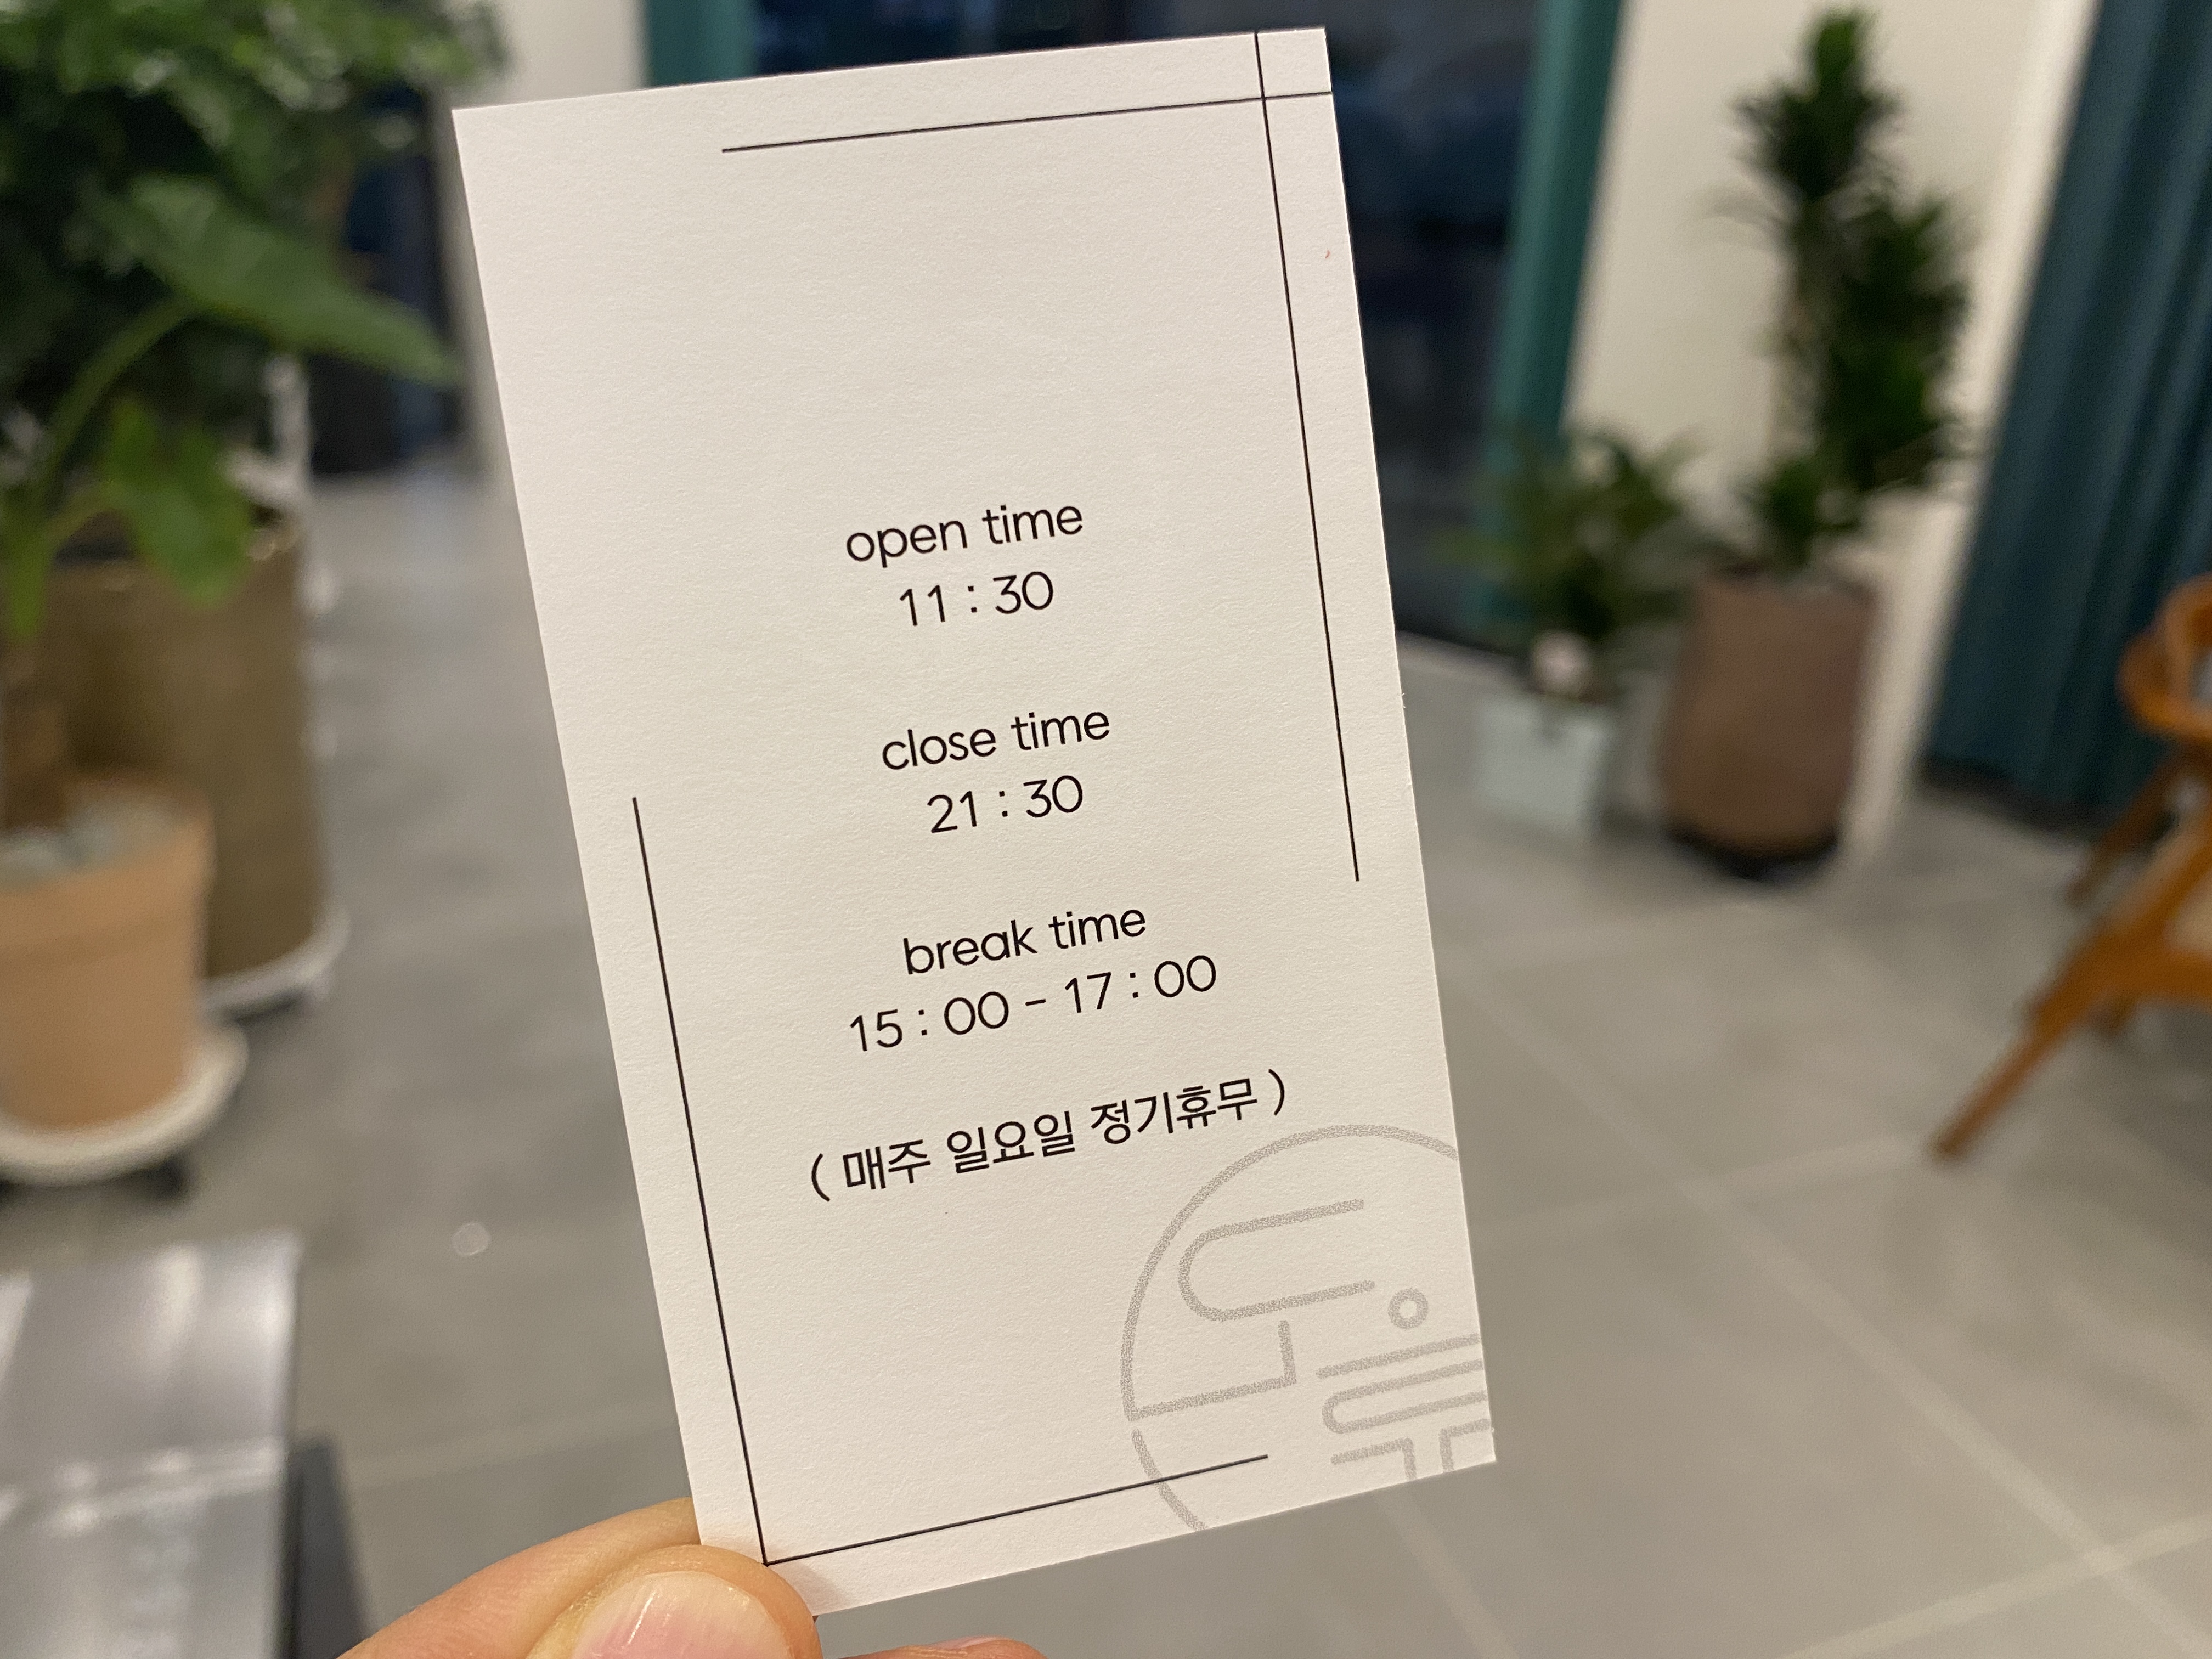 open time
11 : 30
close time
21 : 30
break time
15 : 00 - 17 : 00
( 매주 일요일 정기휴무 )